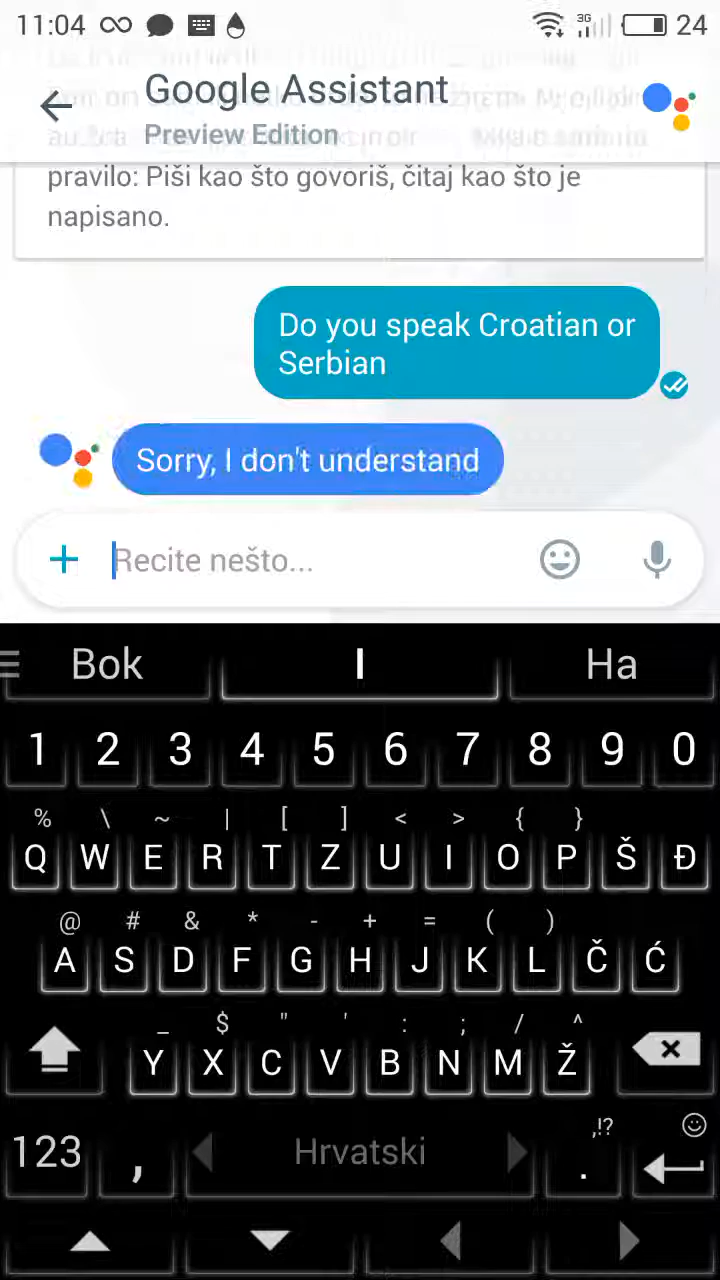 11:04
3G
24
Google Assistant
Preview Edition
pravilo: Piši kao što govoriš, čitaj kao što je
napisano.
Do you speak Croatian or
Serbian
Sorry, I don't understand
Recite nešto...
Bok I Ha
1 2 3 4 5 6 7 8 9 0
% \ ~ | [ ] < > { }
Q W E R T Z U I O P Š Đ
@ # & * - + = ( )
A S D F G H J K L Č Ć
_ $ " ' : ; / ^
Y X C V B N M Ž
,!?
123 , Hrvatski .